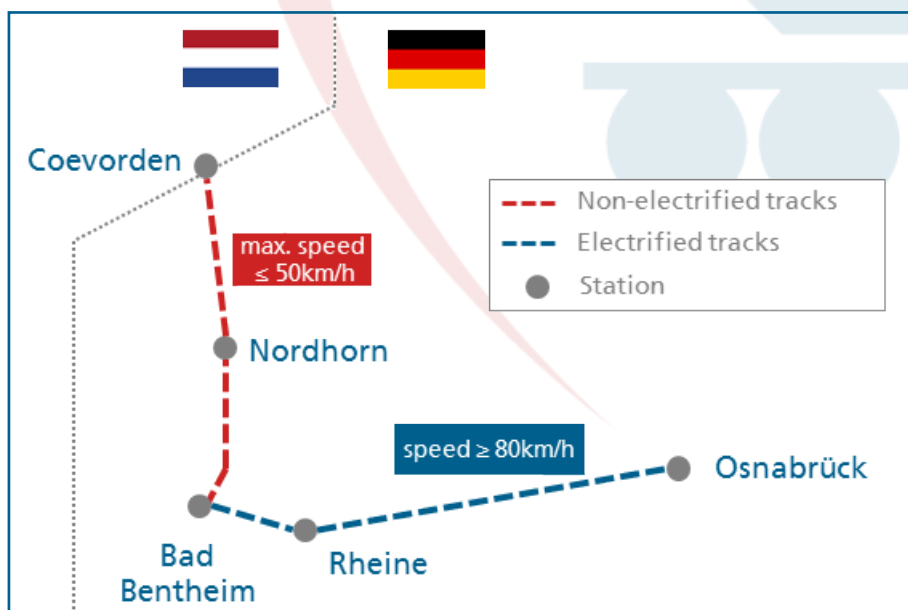 Coevorden
Non-electrified tracks
Electrified tracks
Station
max. speed
≤ 50km/h
Nordhorn
speed ≥ 80km/h
Osnabrück
Bad
Bentheim
Rheine